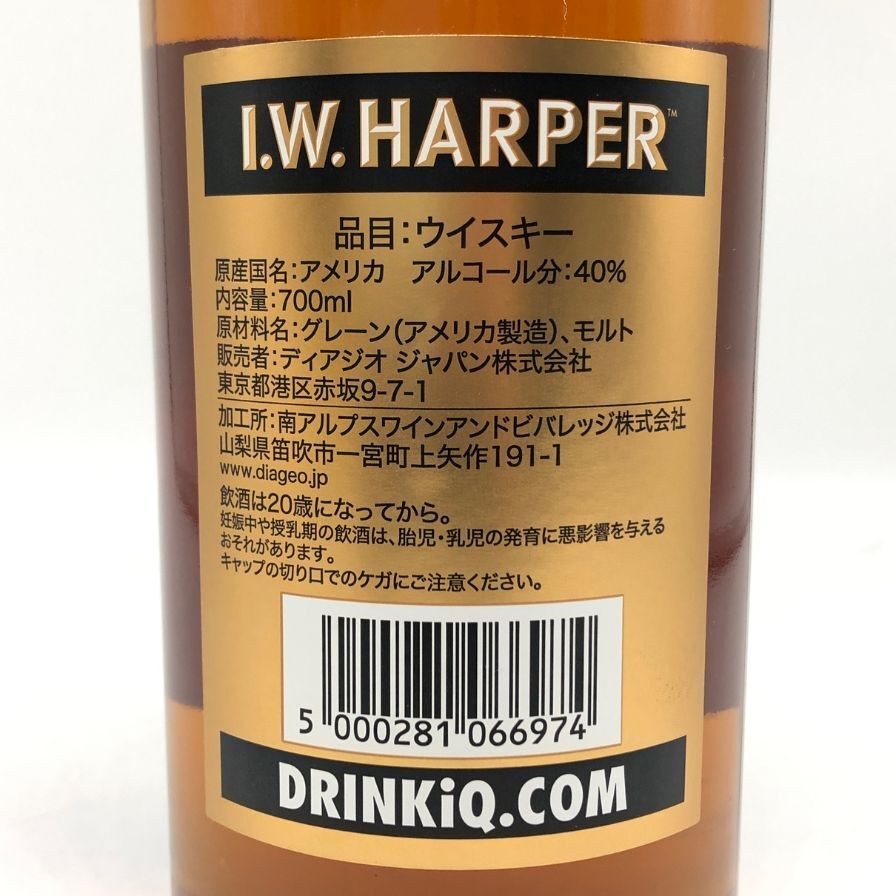 I.W. HARPER™
品目：ウイスキー
原産国名：アメリカ　アルコール分：40%
内容量：700ml
原材料名：グレーン（アメリカ製造）、モルト
販売者：ディアジオ ジャパン株式会社
東京都港区赤坂9-7-1
加工所：南アルプスワインアンドビバレッジ株式会社
山梨県笛吹市一宮町上矢作191-1
www.diageo.jp
飲酒は20歳になってから。
妊娠中や授乳期の飲酒は、胎児・乳児の発育に悪影響を与える
おそれがあります。
キャップの切り口でのケガにご注意ください。
5 000281 066974
DRINKiQ.COM